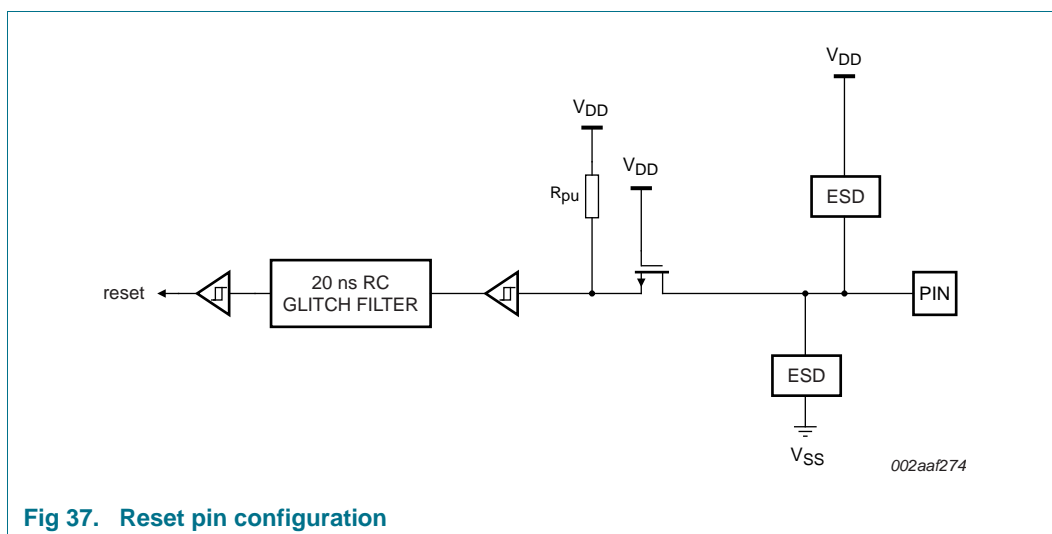 VDD
VDD
VDD
Rpu
ESD
reset
20 ns RC
GLITCH FILTER
PIN
ESD
VSS
002aaf274
Fig 37. Reset pin configuration